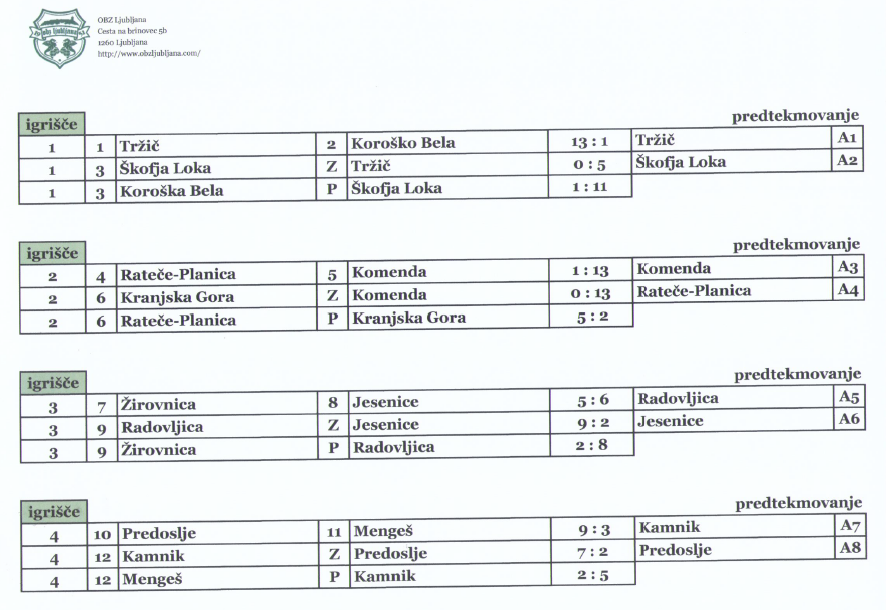 obz ljubljana
OBZ Ljubljana
Cesta na brinovec 5b
1260 Ljubljana
http://www.obzljubljana.com/
predtekmovanje
igrišče
1 1 Tržič 2 Koroško Bela 13 : 1 Tržič A1
1 3 Škofja Loka Z Tržič 0 : 5 Škofja Loka A2
1 3 Koroška Bela P Škofja Loka 1 : 11
predtekmovanje
igrišče
2 4 Rateče-Planica 5 Komenda 1 : 13 Komenda A3
2 6 Kranjska Gora Z Komenda 0 : 13 Rateče-Planica A4
2 6 Rateče-Planica P Kranjska Gora 5 : 2
predtekmovanje
igrišče
3 7 Žirovnica 8 Jesenice 5 : 6 Radovljica A5
3 9 Radovljica Z Jesenice 9 : 2 Jesenice A6
3 9 Žirovnica P Radovljica 2 : 8
predtekmovanje
igrišče
4 10 Predoslje 11 Mengeš 9 : 3 Kamnik A7
4 12 Kamnik Z Predoslje 7 : 2 Predoslje A8
4 12 Mengeš P Kamnik 2 : 5